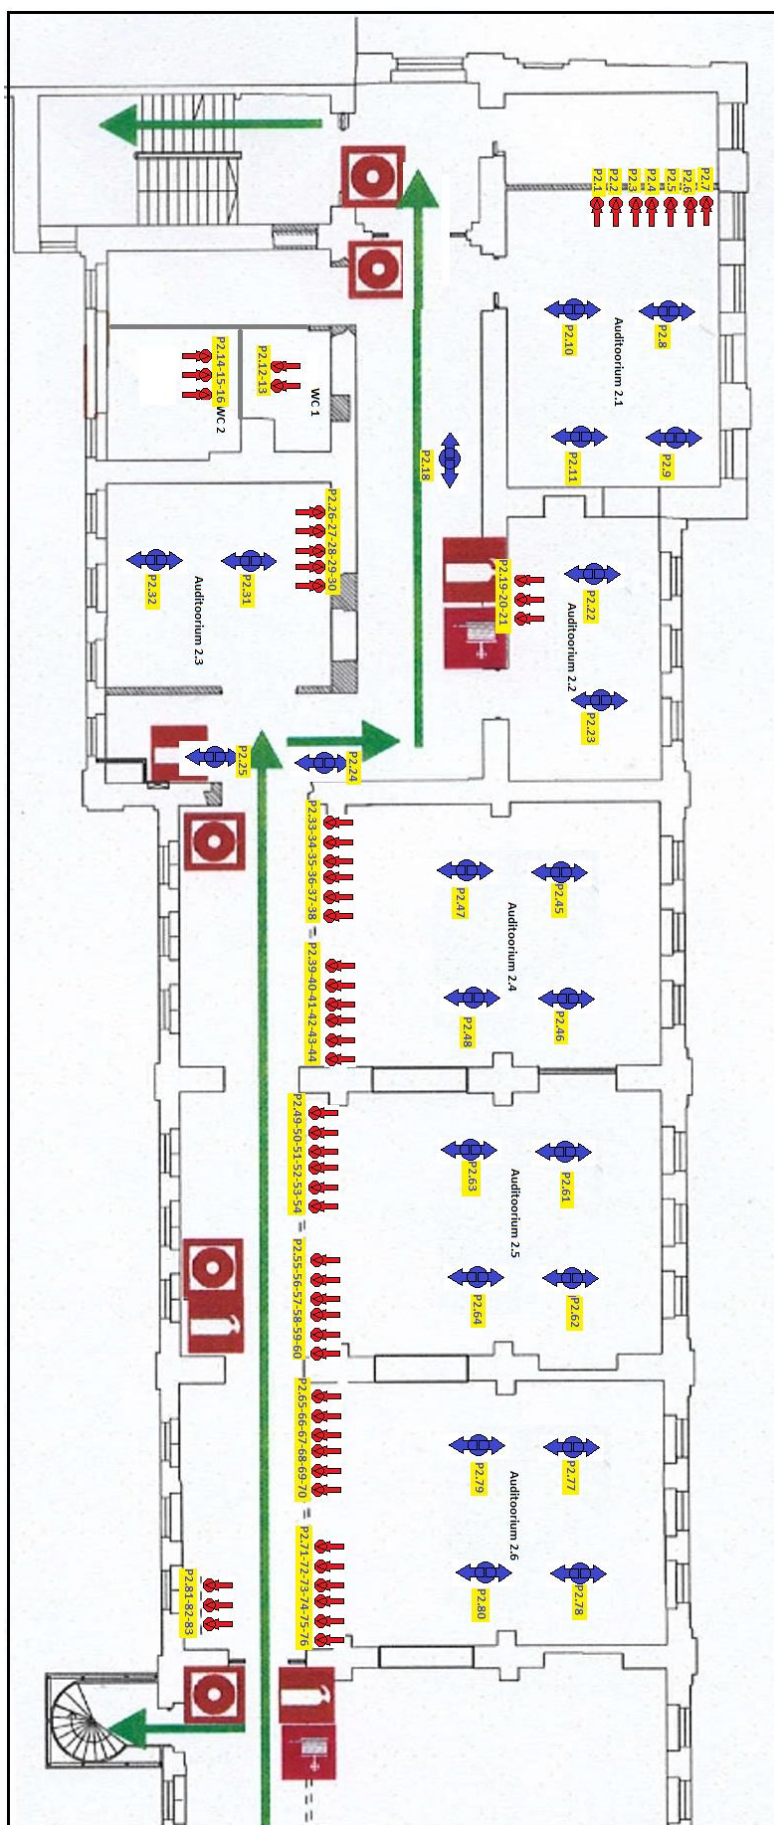 P2.1
P2.2
P2.3
P2.4
P2.5
P2.6
P2.7
P2.10
P2.8
Auditoorium 2.1
P2.11
P2.9
P2.14-15-16
WC 2
P2.12-13
WC 1
P2.18
P2.26-27-28-29-30
P2.32
P2.31
Auditoorium 2.3
P2.19-20-21
P2.22
Auditoorium 2.2
P2.23
P2.25
P2.24
P2.33-34-35-36-37-38
P2.47
P2.45
Auditoorium 2.4
P2.39-40-41-42-43-44
P2.48
P2.46
P2.49-50-51-52-53-54
P2.63
P2.61
Auditoorium 2.5
P2.55-56-57-58-59-60
P2.64
P2.62
P2.65-66-67-68-69-70
P2.79
P2.77
Auditoorium 2.6
P2.71-72-73-74-75-76
P2.80
P2.78
P2.81-82-83